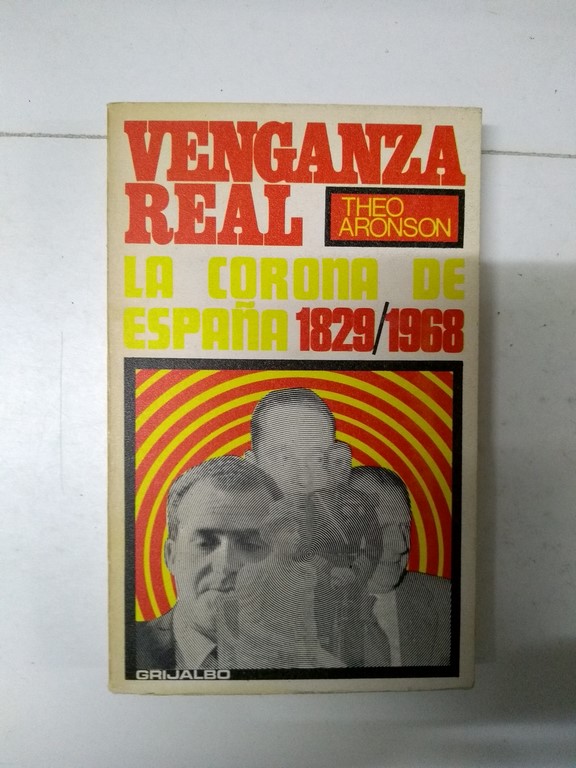 VENGANZA
REAL
THEO
ARONSON
LA CORONA DE
ESPAÑA 1829/1968
GRIJALBO